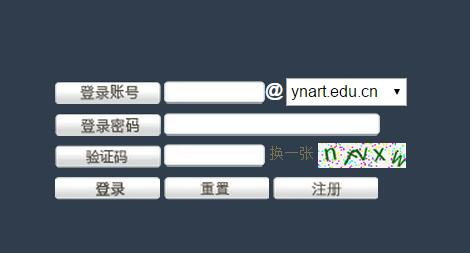 登录账号 @ ynart.edu.cn
登录密码
验证码 换一张 nxvxw
登录 重置 注册